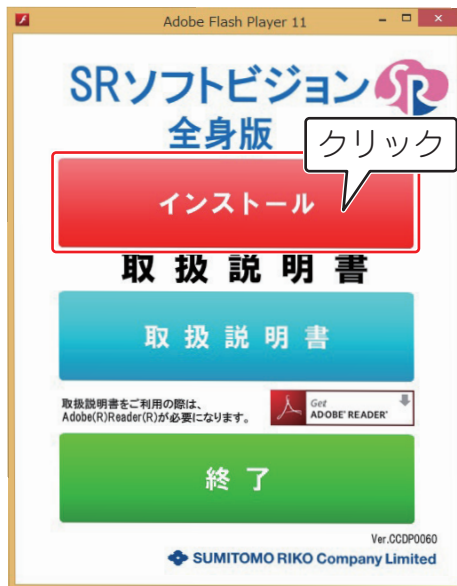 Adobe Flash Player 11
SRソフトビジョン
SR
全身版
クリック
インストール
取扱説明書
取扱説明書
取扱説明書をご利用の際は、
Adobe(R)Reader(R)が必要になります。
Get
ADOBE® READER®
終了
Ver.CCDP0060
SUMITOMO RIKO Company Limited